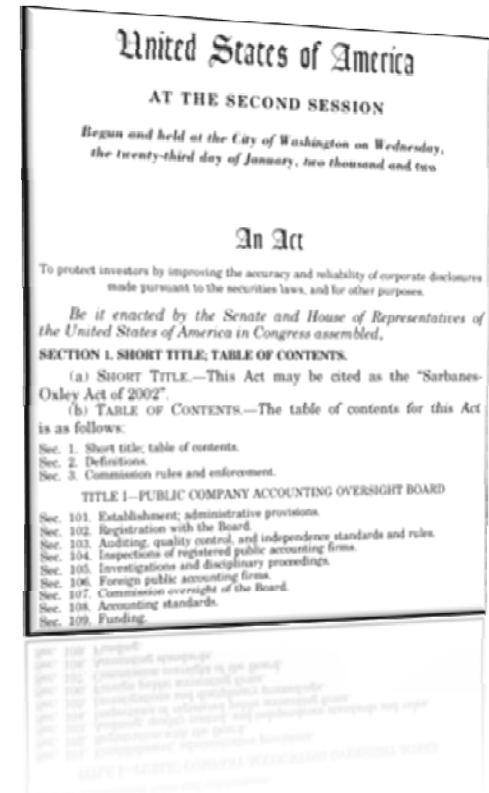 United States of America
AT THE SECOND SESSION
Begun and held at the City of Washington on Wednesday,
the twenty-third day of January, two thousand and two
An Act
To protect investors by improving the accuracy and reliability of corporate disclosures
made pursuant to the securities laws, and for other purposes.
Be it enacted by the Senate and House of Representatives of
the United States of America in Congress assembled,
SECTION 1. SHORT TITLE; TABLE OF CONTENTS.
(a) SHORT TITLE.—This Act may be cited as the “Sarbanes-
Oxley Act of 2002”.
(b) TABLE OF CONTENTS.—The table of contents for this Act
is as follows:
Sec. 1. Short title; table of contents.
Sec. 2. Definitions.
Sec. 3. Commission rules and enforcement.
TITLE I—PUBLIC COMPANY ACCOUNTING OVERSIGHT BOARD
Sec. 101. Establishment; administrative provisions.
Sec. 102. Registration with the Board.
Sec. 103. Auditing, quality control, and independence standards and rules.
Sec. 104. Inspections of registered public accounting firms.
Sec. 105. Investigations and disciplinary proceedings.
Sec. 106. Foreign public accounting firms.
Sec. 107. Commission oversight of the Board.
Sec. 108. Accounting standards.
Sec. 109. Funding.